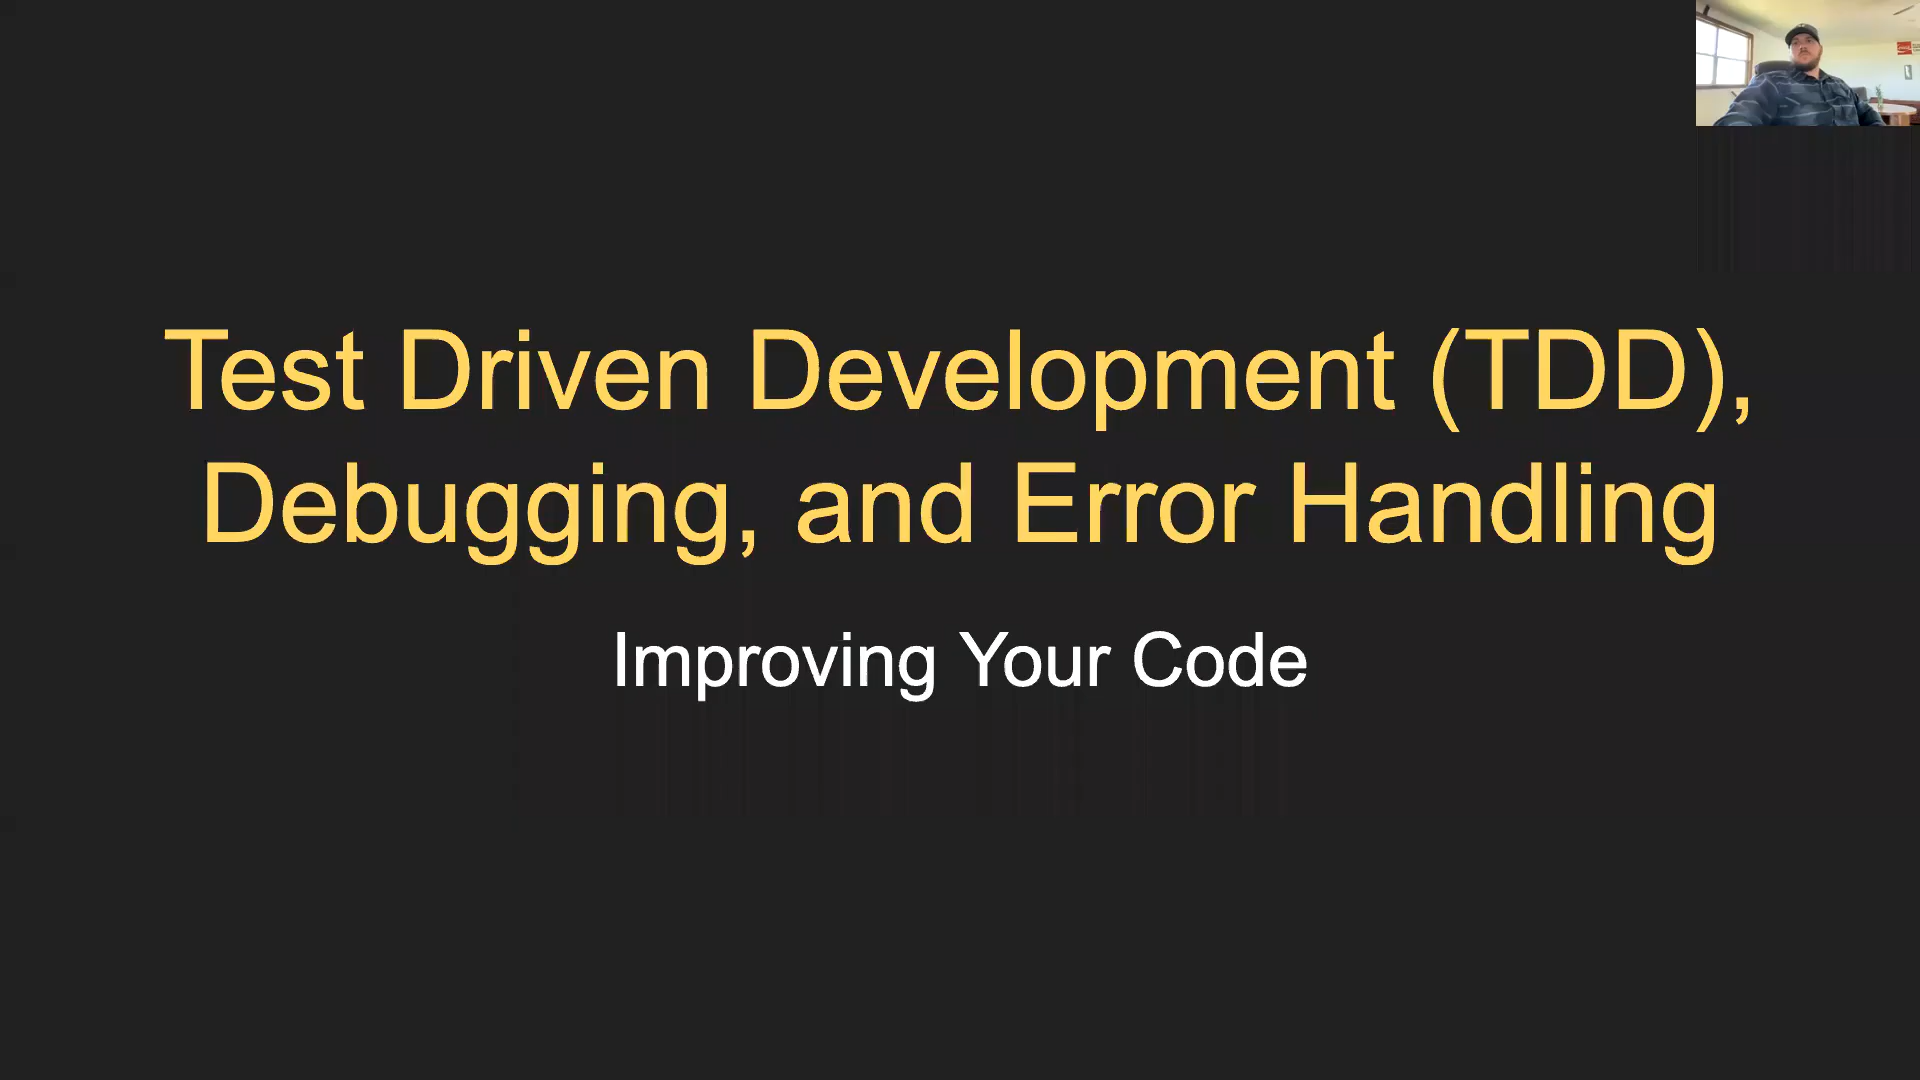 Test Driven Development (TDD),
Debugging, and Error Handling
Improving Your Code